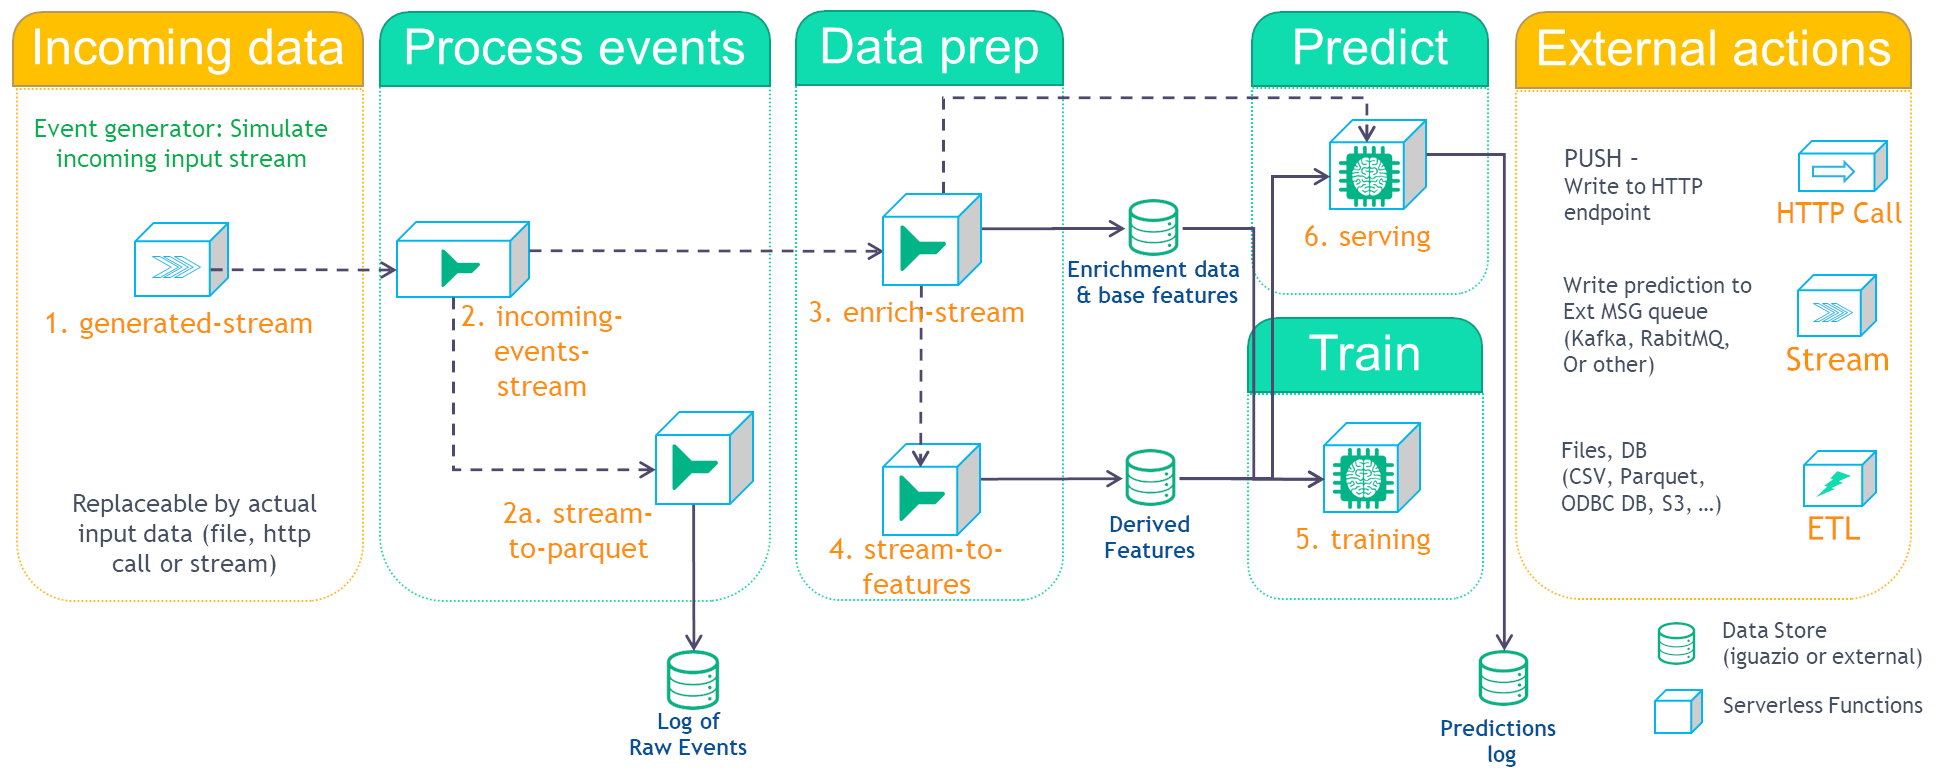 Incoming data
Event generator: Simulate
incoming input stream
1. generated-stream
Replaceable by actual
input data (file, http
call or stream)
Process events
2. incoming-
events-
stream
2a. stream-
to-parquet
Log of
Raw Events
Data prep
3. enrich-stream
4. stream-to-
features
Enrichment data
& base features
Derived
Features
Predict
6. serving
Train
5. training
Predictions
log
External actions
PUSH –
Write to HTTP
endpoint
HTTP Call
Write prediction to
Ext MSG queue
(Kafka, RabitMQ,
Or other)
Stream
Files, DB
(CSV, Parquet,
ODBC DB, S3, …)
ETL
Data Store
(iguazio or external)
Serverless Functions